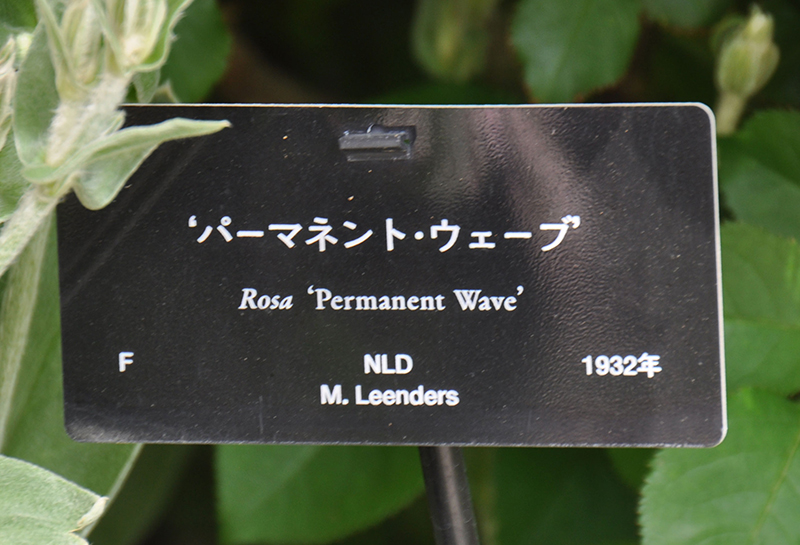 ‘パーマネント・ウェーブ’
Rosa ‘Permanent Wave’
F NLD 1932年
M. Leenders